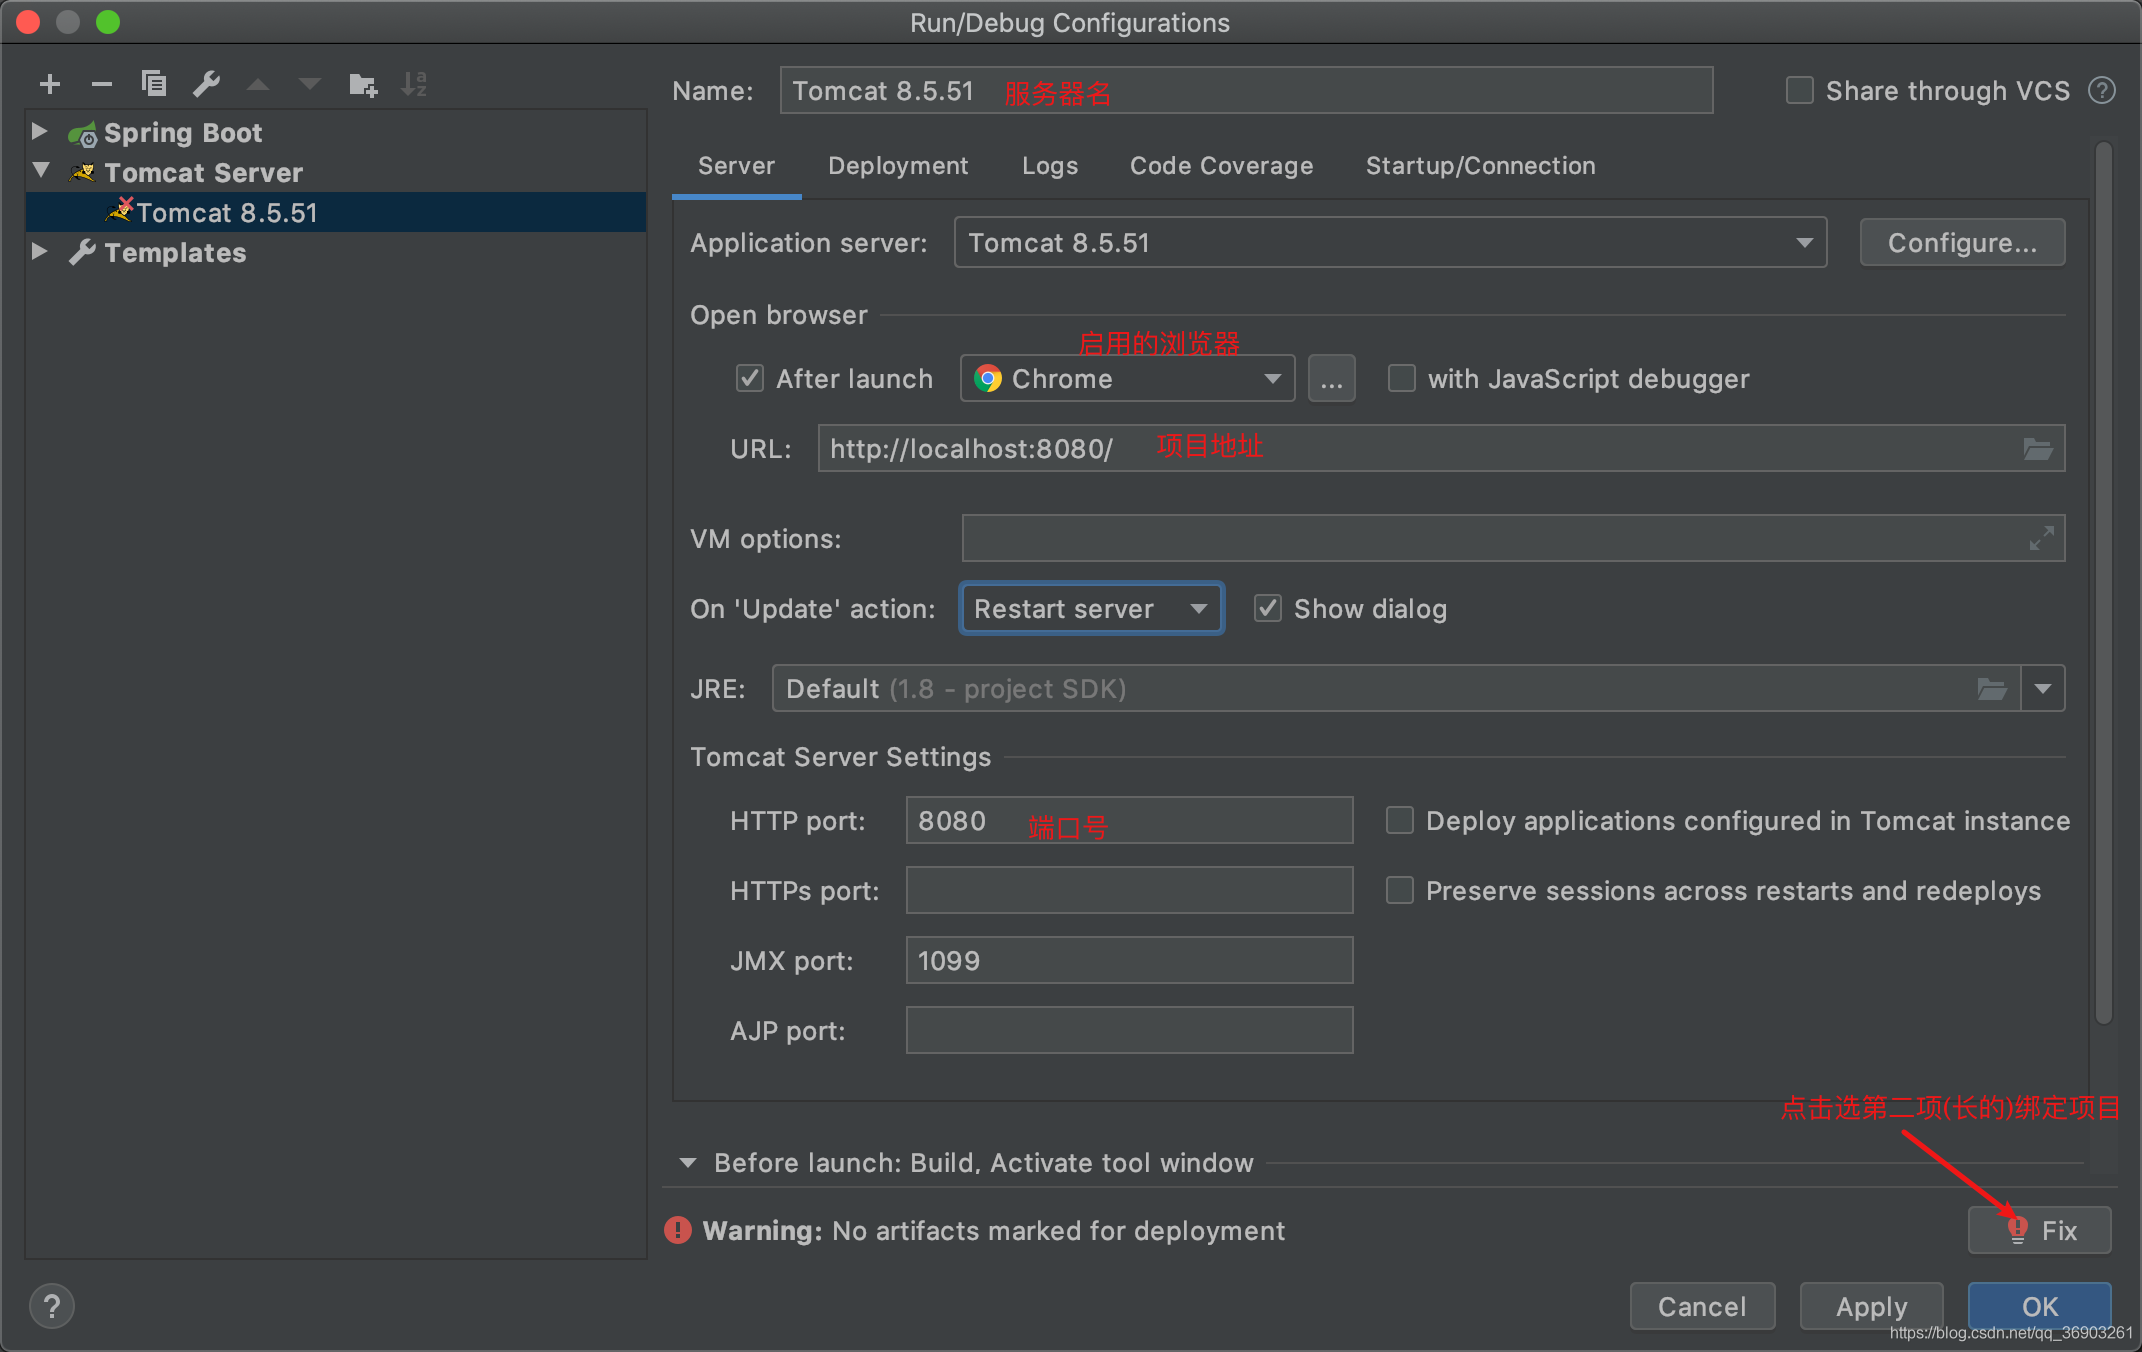 Run/Debug Configurations
Name: Tomcat 8.5.51 服务器名 Share through VCS ?
Spring Boot
Tomcat Server
Tomcat 8.5.51
Templates
Server Deployment Logs Code Coverage Startup/Connection
Application server: Tomcat 8.5.51 Configure...
Open browser
启用的浏览器
After launch Chrome ... with JavaScript debugger
URL: http://localhost:8080/ 项目地址
VM options:
On 'Update' action: Restart server Show dialog
JRE: Default (1.8 - project SDK)
Tomcat Server Settings
HTTP port: 8080 端口号 Deploy applications configured in Tomcat instance
HTTPs port: Preserve sessions across restarts and redeploys
JMX port: 1099
AJP port:
点击选第二项(长的)绑定项目
Before launch: Build, Activate tool window
Warning: No artifacts marked for deployment Fix
? Cancel Apply OK
https://blog.csdn.net/qq_36903261